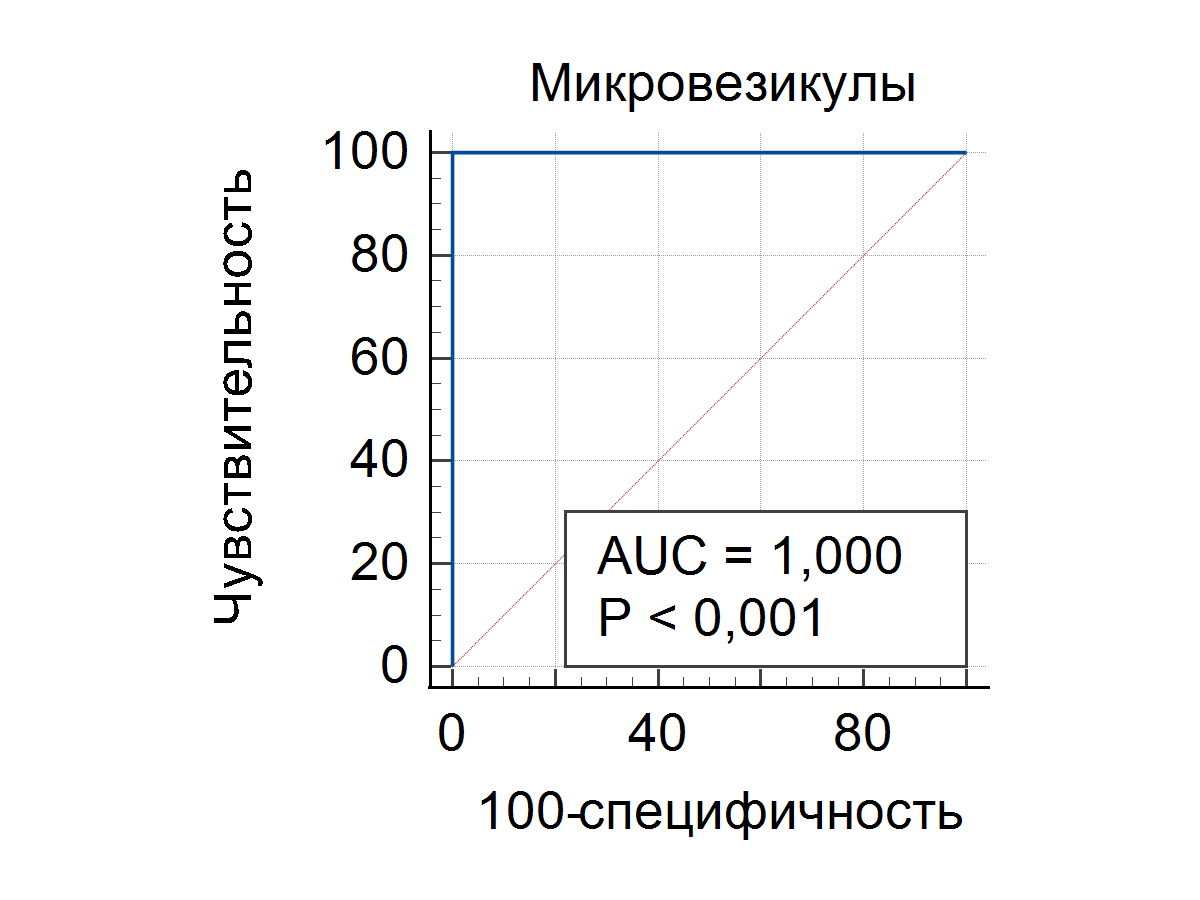 Микровезикулы
Чувствительность
100
80
60
40
20
0
AUC = 1,000
P < 0,001
0 40 80
100-специфичность